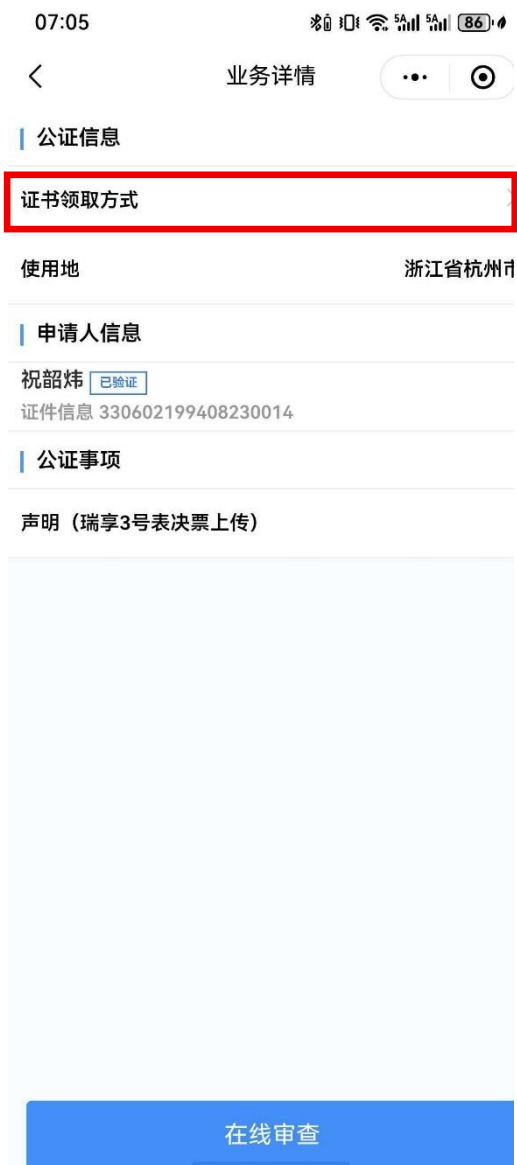 07:05
86
业务详情
公证信息
证书领取方式
使用地 浙江省杭州市
申请人信息
祝韶炜 已验证
证件信息 330602199408230014
公证事项
声明（瑞享3号表决票上传）
在线审查